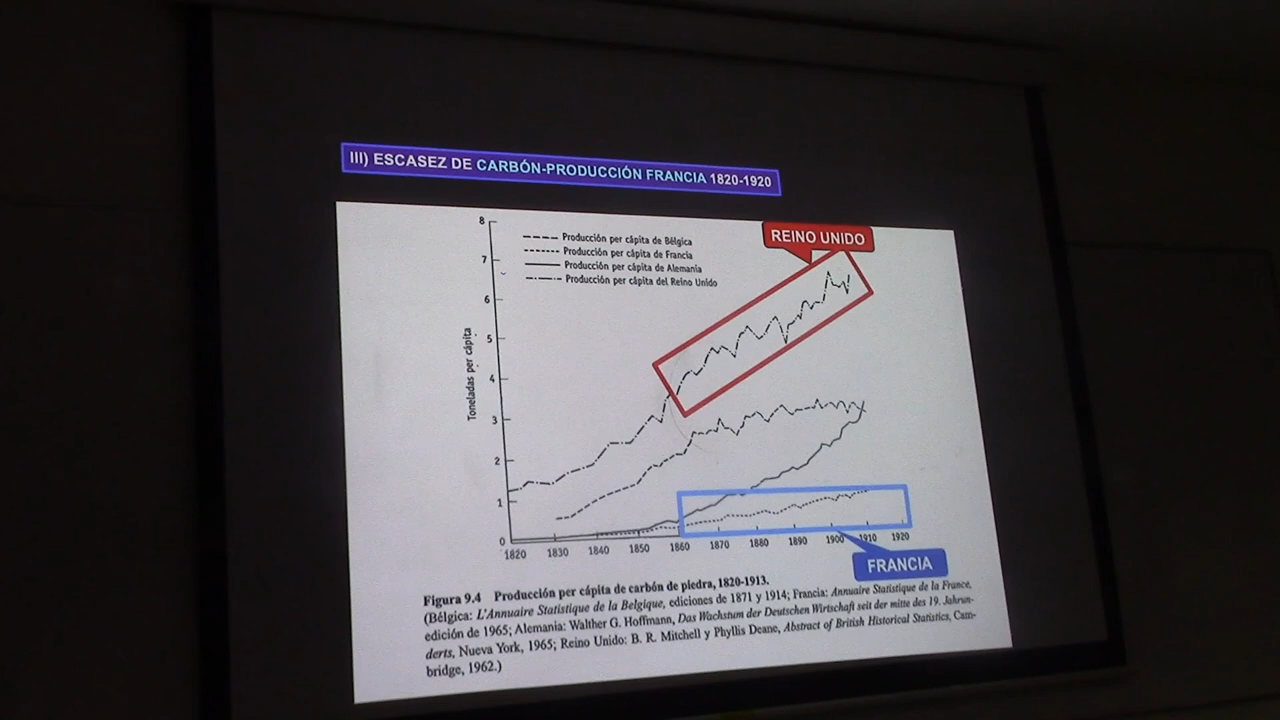 III) ESCASEZ DE CARBÓN-PRODUCCIÓN FRANCIA 1820-1920
REINO UNIDO
Producción per cápita de Bélgica
Producción per cápita de Francia
Producción per cápita de Alemania
Producción per cápita del Reino Unido
Toneladas per cápita
8
7
6
5
4
3
2
1
0
1820 1830 1840 1850 1860 1870 1880 1890 1900 1910 1920
FRANCIA
Figura 9.4 Producción per cápita de carbón de piedra, 1820-1913.
(Bélgica: L'Annuaire Statistique de la Belgique, ediciones de 1871 y 1914; Francia: Annuaire Statistique de la France,
edición de 1965; Alemania: Walther G. Hoffmann, Das Wachstum der Deutschen Wirtschaft seit der mitte des 19. Jahrun-
derts, Nueva York, 1965; Reino Unido: B. R. Mitchell y Phyllis Deane, Abstract of British Historical Statistics, Cam-
bridge, 1962.)